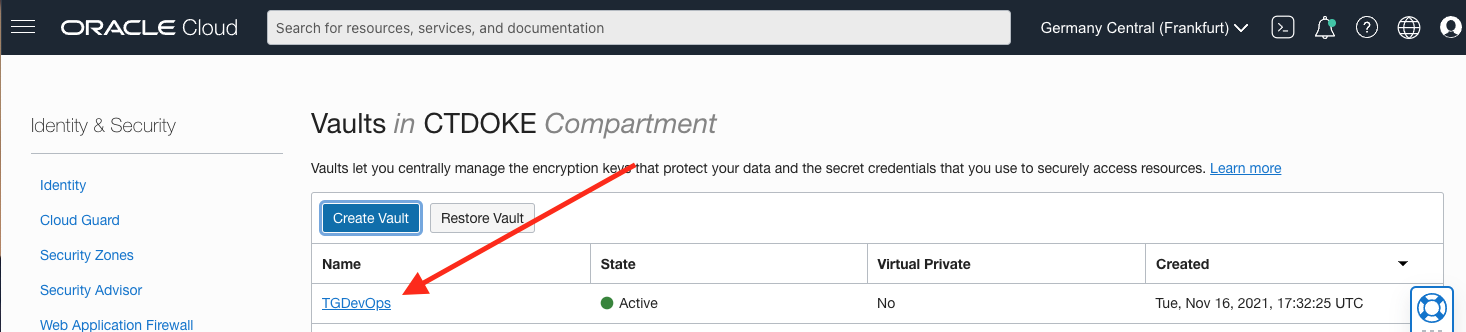 ORACLE Cloud
Search for resources, services, and documentation
Germany Central (Frankfurt)
Identity & Security
Identity
Cloud Guard
Security Zones
Security Advisor
Web Application Firewall
Vaults in CTDOKE Compartment
Vaults let you centrally manage the encryption keys that protect your data and the secret credentials that you use to securely access resources. Learn more
Create Vault Restore Vault
Name State Virtual Private Created
TGDevOps Active No Tue, Nov 16, 2021, 17:32:25 UTC